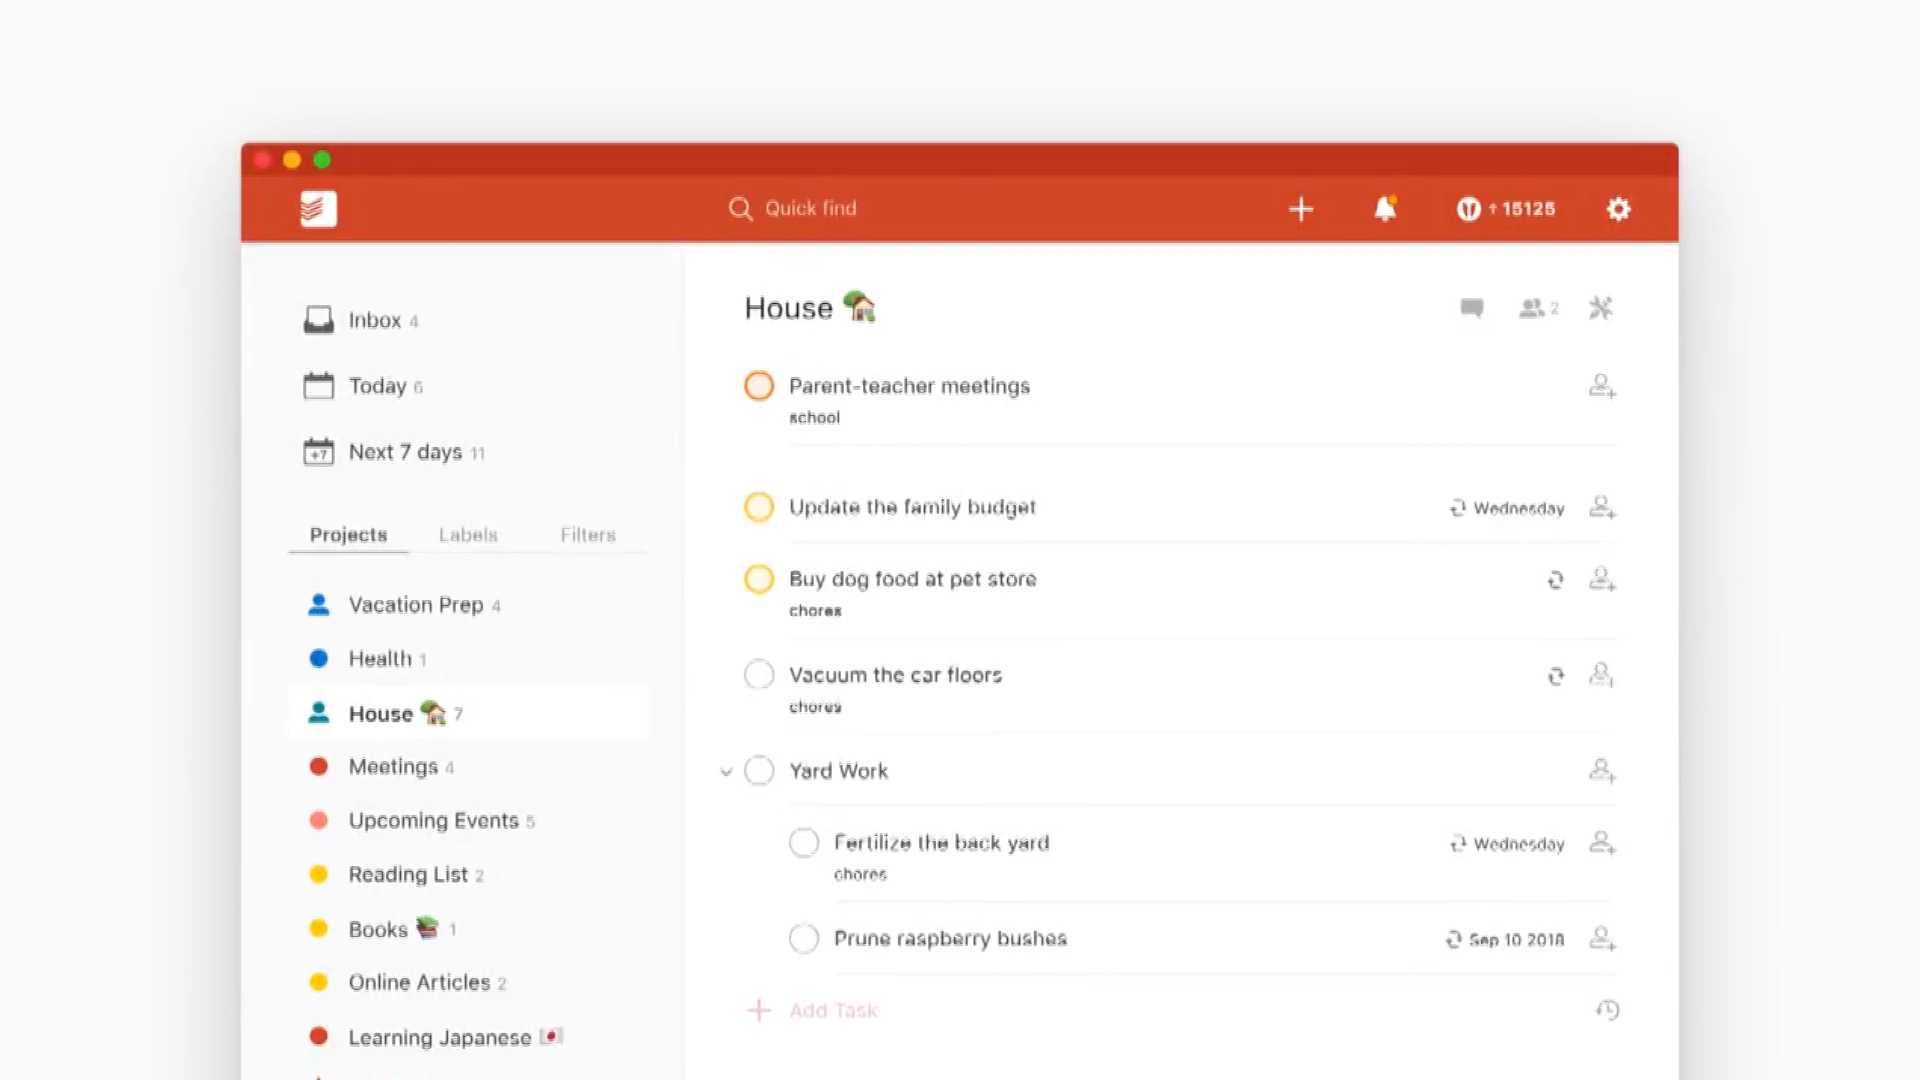 Quick find
↑15125
Inbox 4
Today 6
+7 Next 7 days 11
Projects Labels Filters
Vacation Prep 4
Health 1
House 7
Meetings 4
Upcoming Events 5
Reading List 2
Books 1
Online Articles 2
Learning Japanese
House
2
Parent-teacher meetings
school
Update the family budget Wednesday
Buy dog food at pet store
chores
Vacuum the car floors
chores
Yard Work
Fertilize the back yard Wednesday
chores
Prune raspberry bushes Sep 10 2018
Add Task